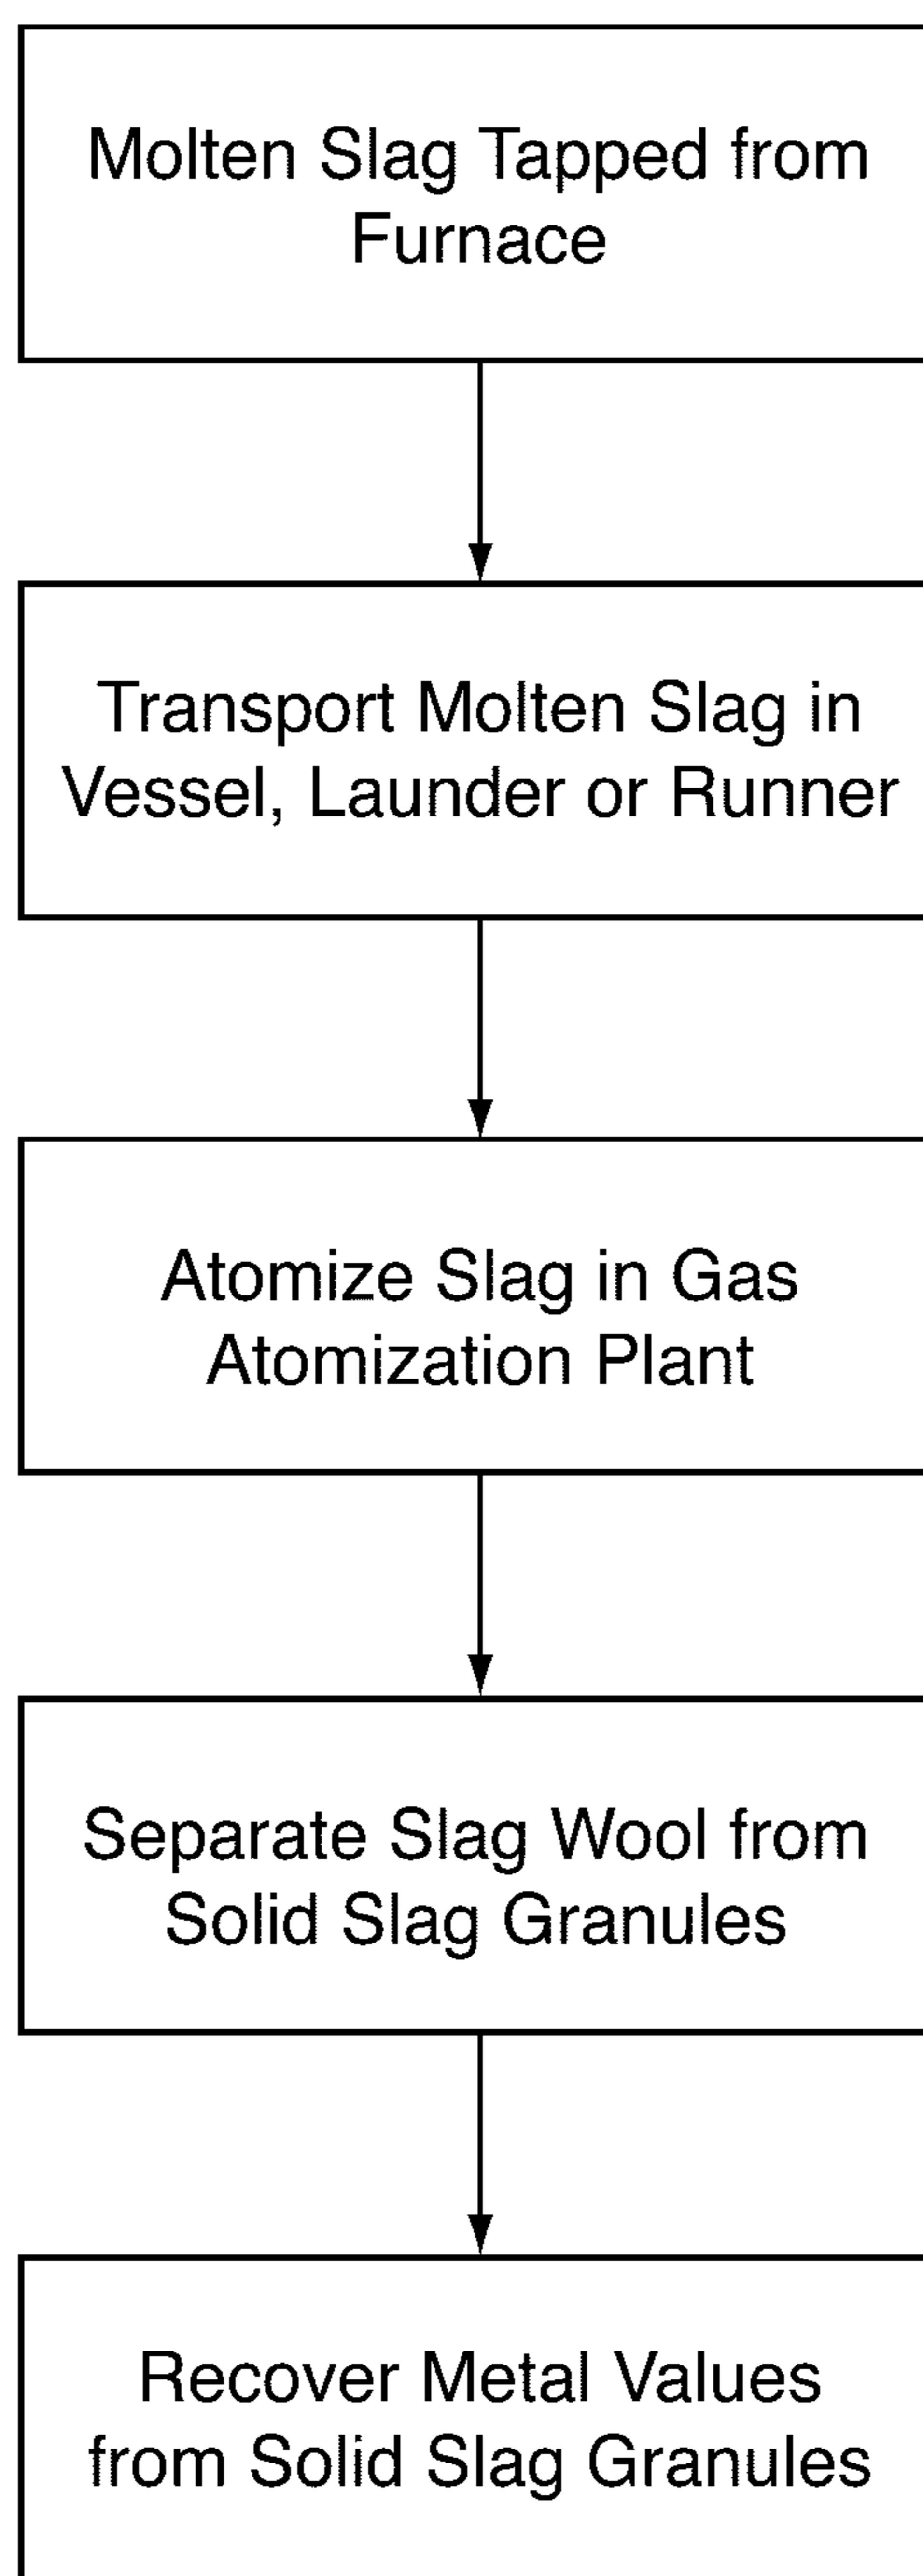 Molten Slag Tapped from
Furnace
Transport Molten Slag in
Vessel, Launder or Runner
Atomize Slag in Gas
Atomization Plant
Separate Slag Wool from
Solid Slag Granules
Recover Metal Values
from Solid Slag Granules